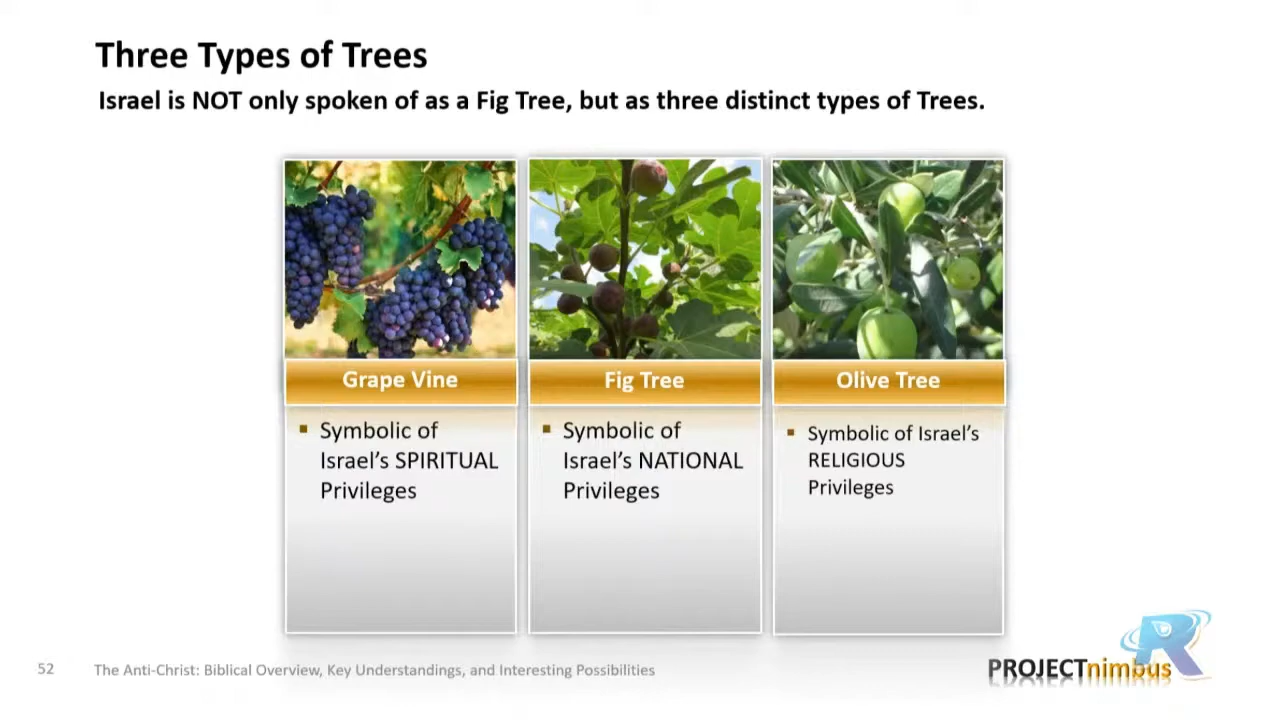 Three Types of Trees
Israel is NOT only spoken of as a Fig Tree, but as three distinct types of Trees.
Grape Vine
▪ Symbolic of
Israel’s SPIRITUAL
Privileges
Fig Tree
▪ Symbolic of
Israel’s NATIONAL
Privileges
Olive Tree
▪ Symbolic of Israel’s
RELIGIOUS
Privileges
52
The Anti-Christ: Biblical Overview, Key Understandings, and Interesting Possibilities
PROJECTnimbus
R